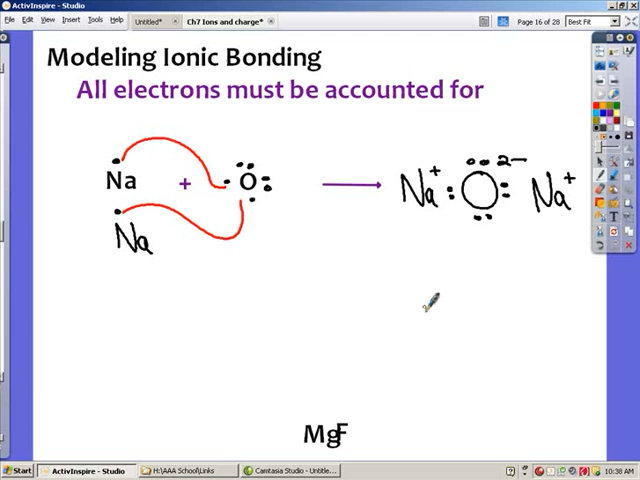 ActivInspire - Studio
File Edit View Insert Tools Help
Untitled* Ch7 Ions and charge* Page 16 of 28 Best Fit
Modeling Ionic Bonding
All electrons must be accounted for
Na + O Na+ O 2- Na+
Na
MgF
Start ActivInspire - Studio H:\AAA School\Links Camtasia Studio - Untitle... 10:38 AM